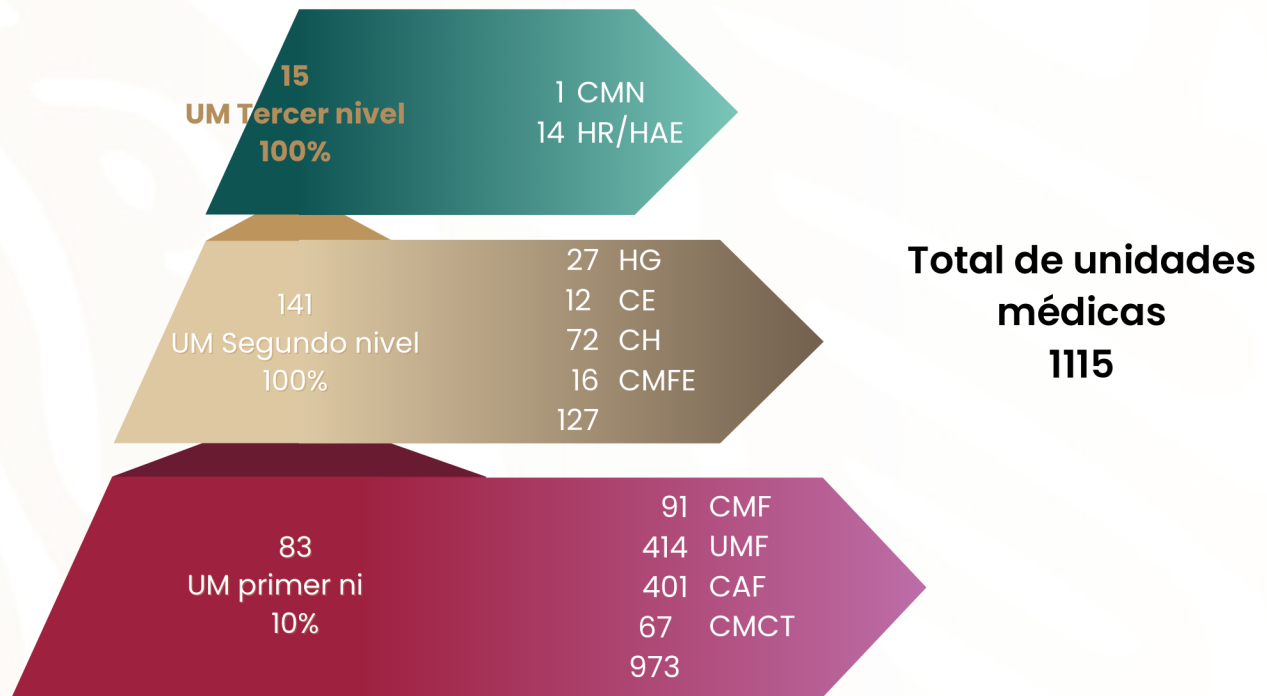 15
UM Tercer nivel
100%
1 CMN
14 HR/HAE
141
UM Segundo nivel
100%
27 HG
12 CE
72 CH
16 CMFE
127
Total de unidades
médicas
1115
83
UM primer ni
10%
91 CMF
414 UMF
401 CAF
67 CMCT
973